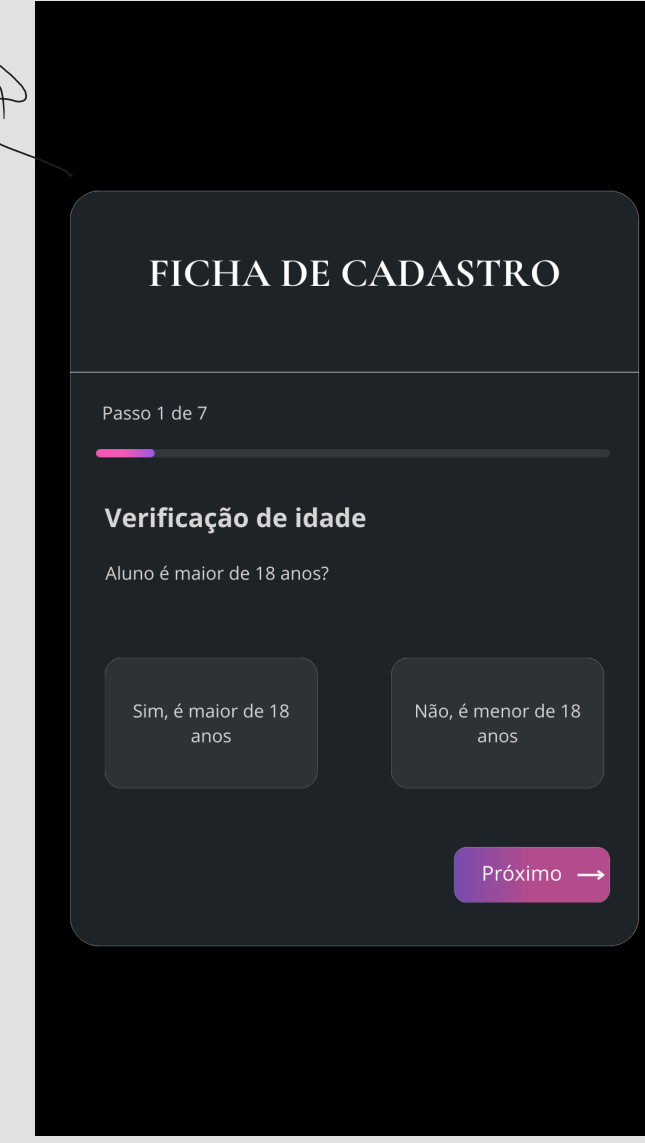 FICHA DE CADASTRO
Passo 1 de 7
Verificação de idade
Aluno é maior de 18 anos?
Sim, é maior de 18
anos
Não, é menor de 18
anos
Próximo →